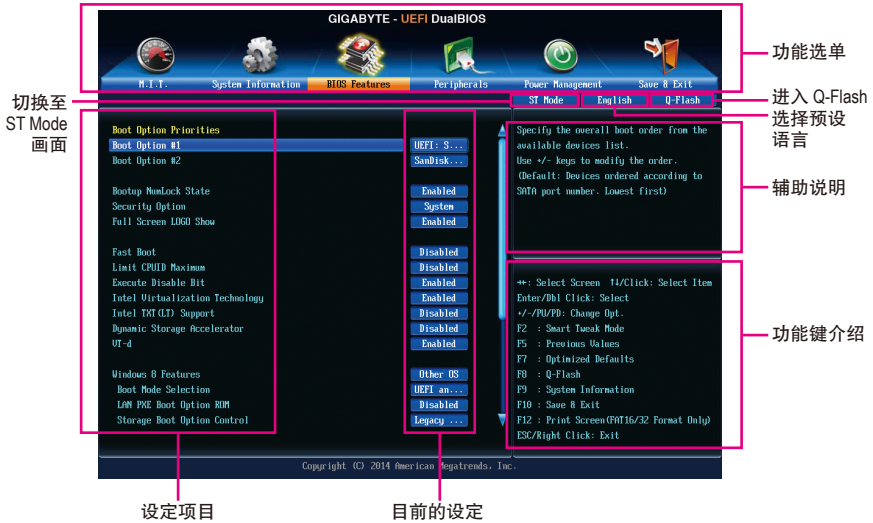 GIGABYTE - UEFI DualBIOS
功能选单
M.I.T.
System Information
BIOS Features
Peripherals
Power Management
Save & Exit
切换至
ST Mode
画面
ST Mode
English
Q-Flash
进入 Q-Flash
选择预设
语言
Boot Option Priorities
Boot Option #1 UEFI: S...
Boot Option #2 SanDisk...
Bootup NumLock State Enabled
Security Option System
Full Screen LOGO Show Enabled
Fast Boot Disabled
Limit CPUID Maximum Disabled
Execute Disable Bit Enabled
Intel Virtualization Technology Enabled
Intel TXT(LT) Support Disabled
Dynamic Storage Accelerator Disabled
VT-d Enabled
Windows 8 Features Other OS
Boot Mode Selection UEFI an...
LAN PXE Boot Option ROM Disabled
Storage Boot Option Control Legacy ...
Specify the overall boot order from the
available devices list.
Use +/- keys to modify the order.
(Default: Devices ordered according to
SATA port number. Lowest first)
辅助说明
→←: Select Screen ↑↓/Click: Select Item
Enter/Dbl Click: Select
+/-/PU/PD: Change Opt.
F2 : Smart Tweak Mode
F5 : Previous Values
F7 : Optimized Defaults
F8 : Q-Flash
F9 : System Information
F10 : Save & Exit
F12 : Print Screen(FAT16/32 Format Only)
ESC/Right Click: Exit
功能键介绍
Copyright (C) 2014 American Megatrends, Inc.
设定项目
目前的设定